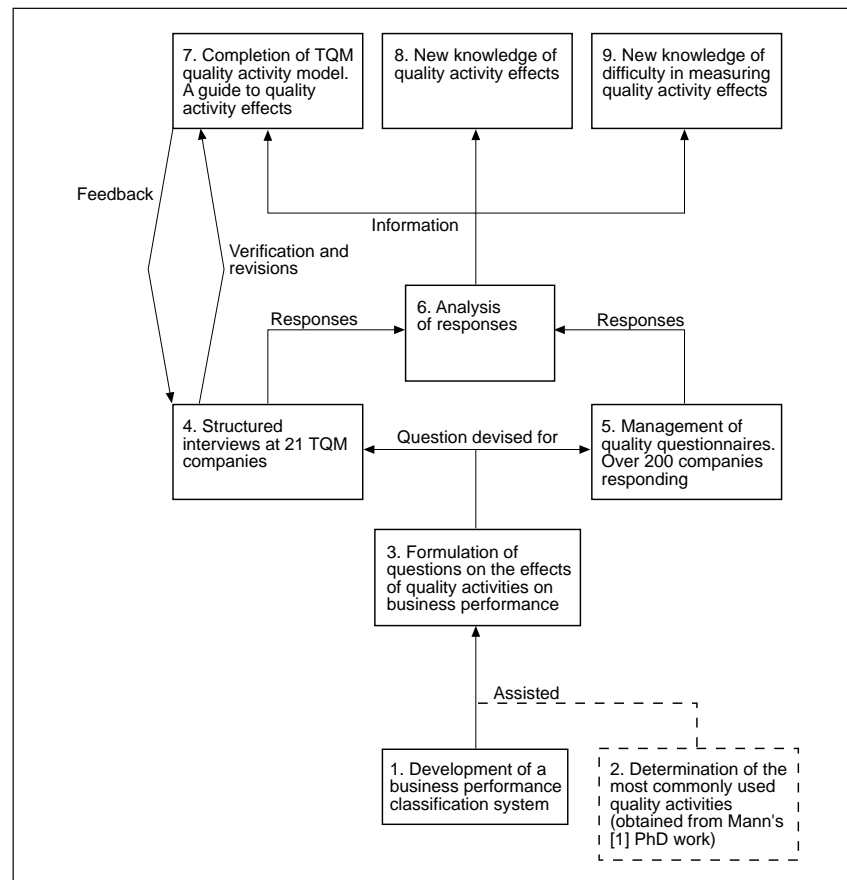 7. Completion of TQM
quality activity model.
A guide to quality
activity effects
8. New knowledge of
quality activity effects
9. New knowledge of
difficulty in measuring
quality activity effects
Feedback
Information
Verification and
revisions
6. Analysis
of responses
Responses
Responses
4. Structured
interviews at 21 TQM
companies
Question devised for
5. Management of
quality questionnaires.
Over 200 companies
responding
3. Formulation of
questions on the effects
of quality activities on
business performance
Assisted
1. Development of a
business performance
classification system
2. Determination of the
most commonly used
quality activities
(obtained from Mann's
[1] PhD work)